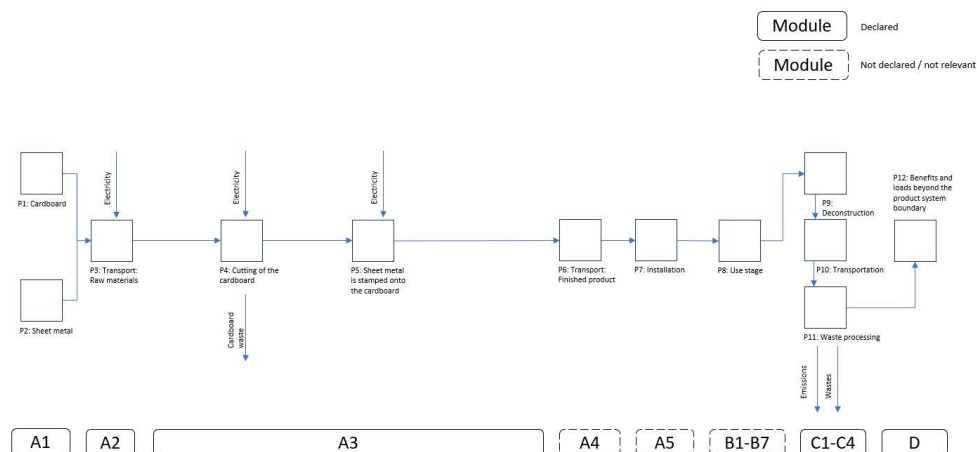 Module
Declared
Module
Not declared / not relevant
P1: Cardboard
P2: Sheet metal
Electricity
P3: Transport:
Raw materials
Electricity
P4: Cutting of the
cardboard
Cardboard
waste
Electricity
P5: Sheet metal
is stamped onto
the cardboard
P6: Transport:
Finished product
P7: Installation
P8: Use stage
P9:
Deconstruction
P10: Transportation
P11: Waste processing
Emissions
Wastes
P12: Benefits and
loads beyond the
product system
boundary
A1
A2
A3
A4
A5
B1-B7
C1-C4
D